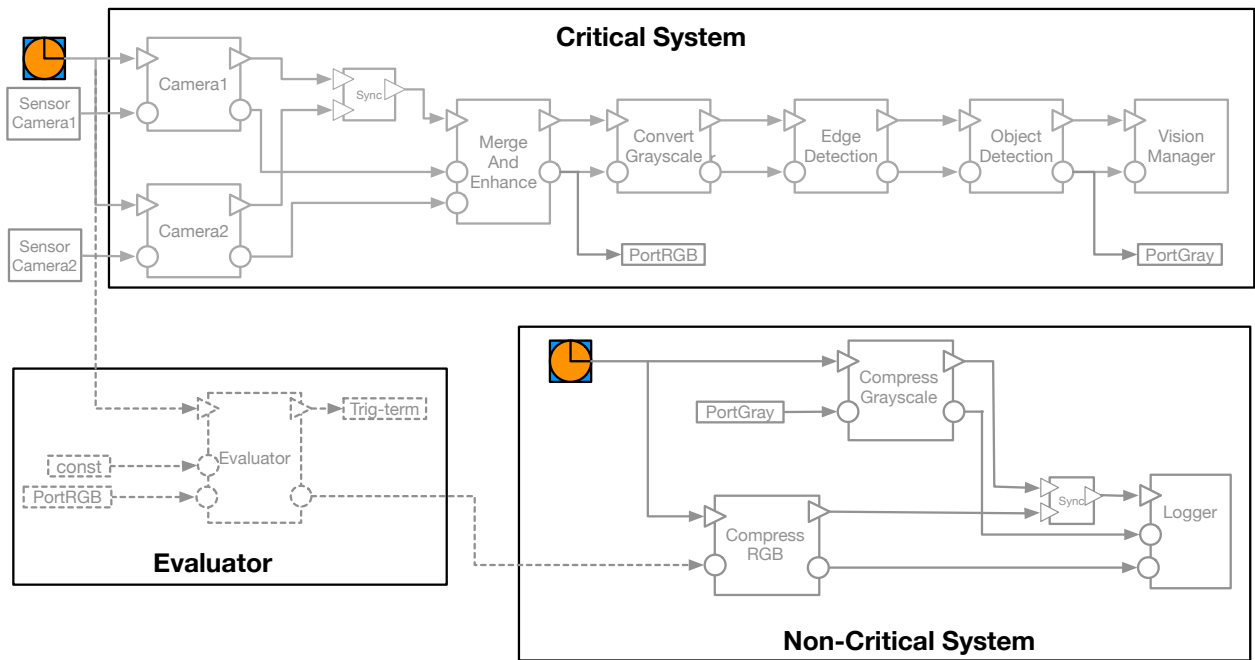 Critical System
Sensor
Camera1
Camera1
Sync
Merge
And
Enhance
Convert
Grayscale r
Edge
Detection
Object
Detection
Vision
Manager
Sensor
Camera2
Camera2
PortRGB
PortGray
Evaluator
const
PortRGB
Trig-term
Evaluator
Compress
Grayscale
PortGray
Compress
RGB
Sync
Logger
Non-Critical System